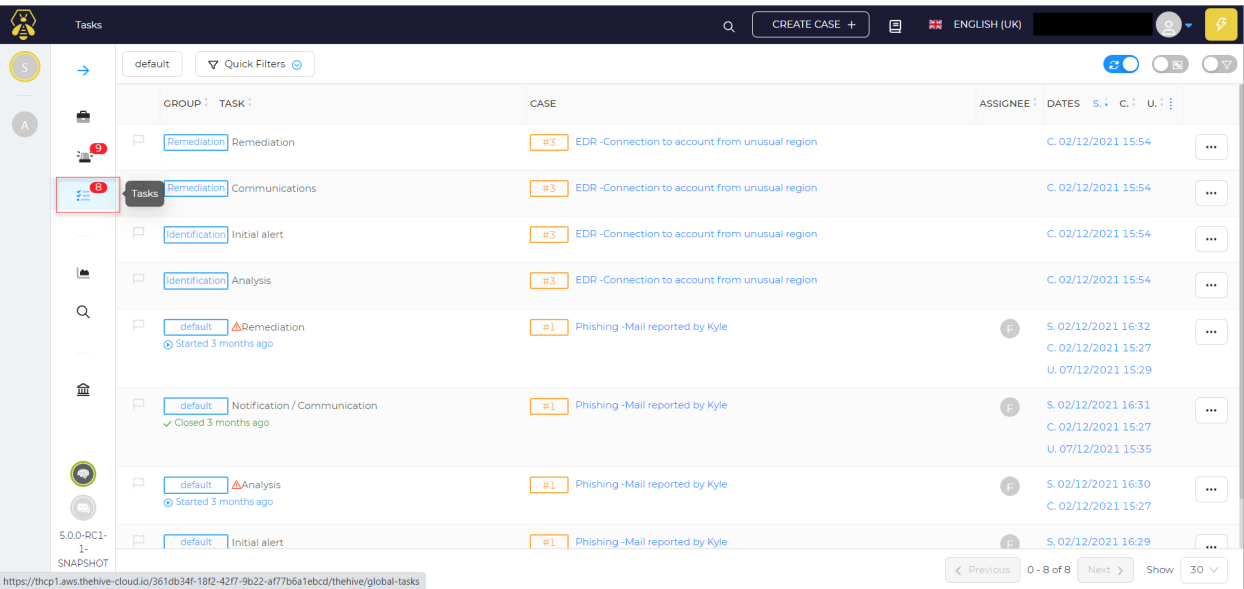 Tasks
CREATE CASE +
ENGLISH (UK)
S
default
Quick Filters
A
GROUP TASK CASE ASSIGNEE DATES S. C. U.
Remediation Remediation #3 EDR -Connection to account from unusual region C. 02/12/2021 15:54
9
8
Tasks
Remediation Communications #3 EDR -Connection to account from unusual region C. 02/12/2021 15:54
Identification Initial alert #3 EDR -Connection to account from unusual region C. 02/12/2021 15:54
Identification Analysis #3 EDR -Connection to account from unusual region C. 02/12/2021 15:54
default Remediation #1 Phishing -Mail reported by Kyle F S. 02/12/2021 16:32
Started 3 months ago C. 02/12/2021 15:27
U. 07/12/2021 15:29
default Notification / Communication #1 Phishing -Mail reported by Kyle F S. 02/12/2021 16:31
Closed 3 months ago C. 02/12/2021 15:27
U. 07/12/2021 15:35
default Analysis #1 Phishing -Mail reported by Kyle F S. 02/12/2021 16:30
Started 3 months ago C. 02/12/2021 15:27
default Initial alert #1 Phishing -Mail reported by Kyle F S. 02/12/2021 16:29
5.0.0-RC1-
1-
SNAPSHOT
< Previous 0 - 8 of 8 Next > Show 30
https://thcp1.aws.thehive-cloud.io/361db34f-18f2-42f7-9b22-af77b6a1ebcd/thehive/global-tasks